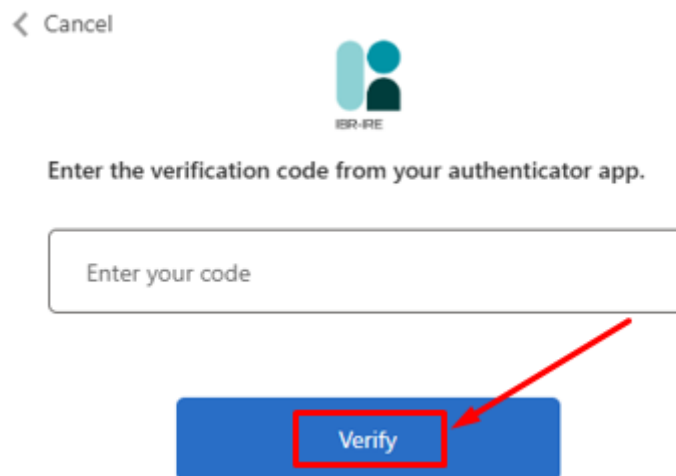 Cancel
IBR-IRE
Enter the verification code from your authenticator app.
Enter your code
Verify